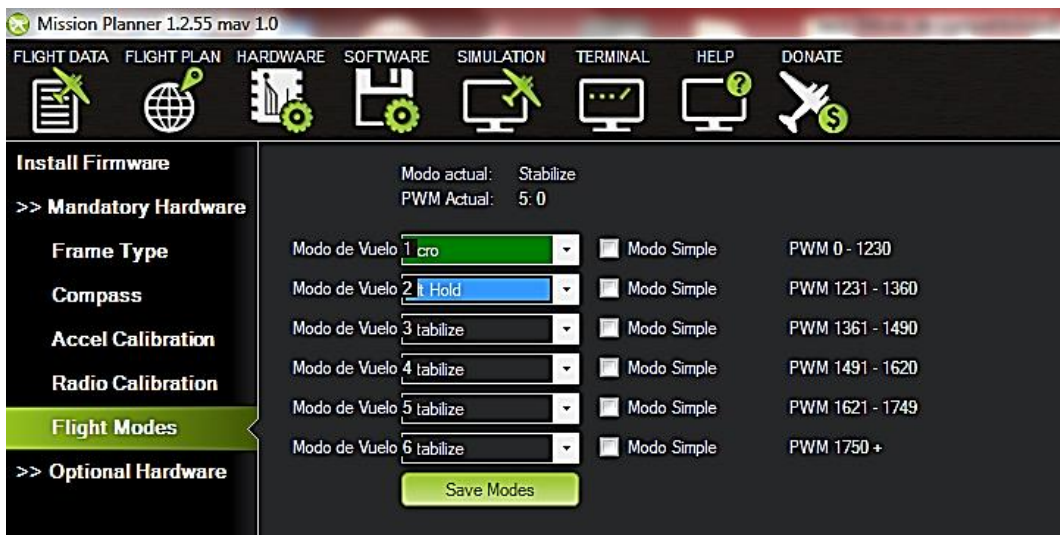 Mission Planner 1.2.55 mav 1.0
FLIGHT DATA FLIGHT PLAN HARDWARE SOFTWARE SIMULATION TERMINAL HELP DONATE
Install Firmware
>> Mandatory Hardware
Frame Type
Compass
Accel Calibration
Radio Calibration
Flight Modes
>> Optional Hardware
Modo actual: Stabilize
PWM Actual: 5: 0
Modo de Vuelo 1 cro Modo Simple PWM 0 - 1230
Modo de Vuelo 2 t Hold Modo Simple PWM 1231 - 1360
Modo de Vuelo 3 tabilize Modo Simple PWM 1361 - 1490
Modo de Vuelo 4 tabilize Modo Simple PWM 1491 - 1620
Modo de Vuelo 5 tabilize Modo Simple PWM 1621 - 1749
Modo de Vuelo 6 tabilize Modo Simple PWM 1750 +
Save Modes